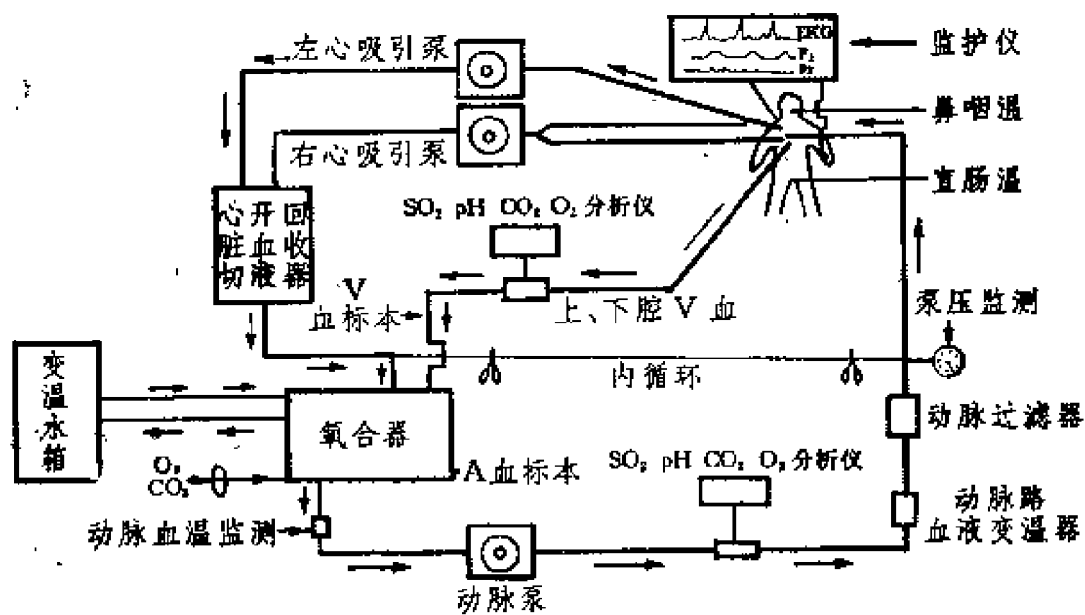 左心吸引泵
EKG
监护仪
鼻咽温
右心吸引泵
直肠温
心脏切
开血液
回收器
SO₂ pH CO₂ O₂ 分析仪
V
血标本
上、下腔 V 血
泵压监测
变温水箱
内循环
氧合器
动脉过滤器
O₂
CO₂
A血标本
SO₂ pH CO₂ O₂ 分析仪
动脉血温监测
动脉路
血液变温器
动脉泵